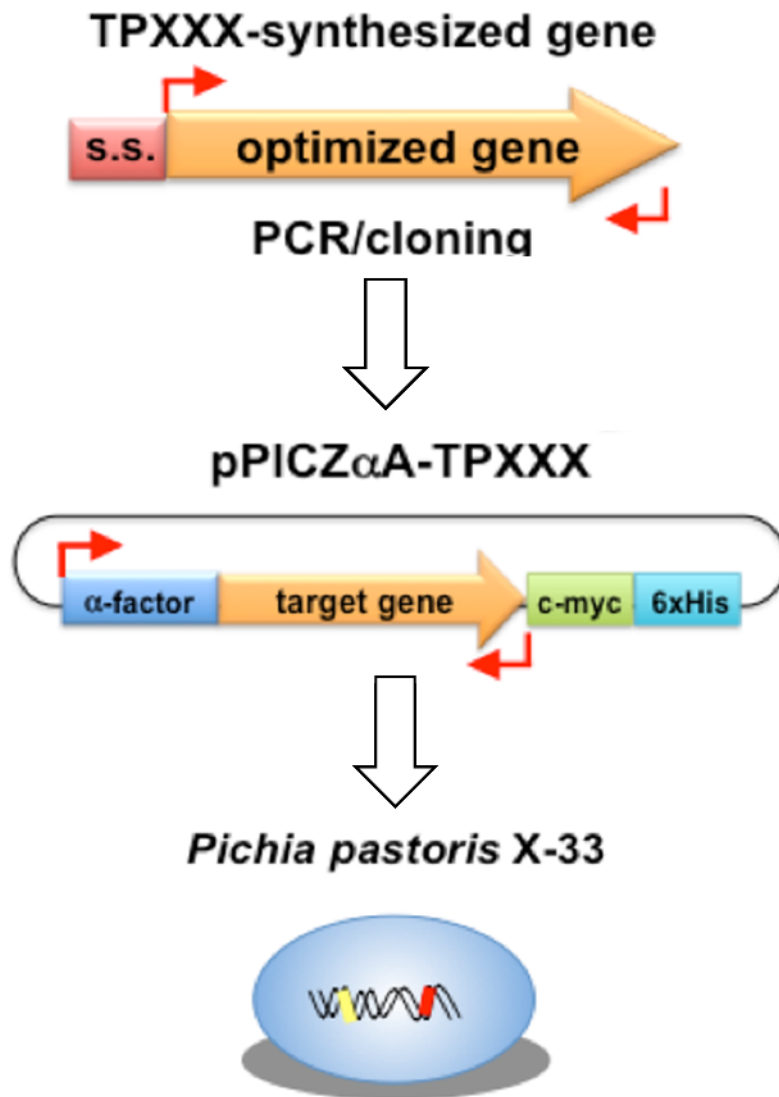 TPXXX-synthesized gene
s.s. optimized gene
PCR/cloning
pPICZαA-TPXXX
α-factor target gene c-myc 6xHis
Pichia pastoris X-33